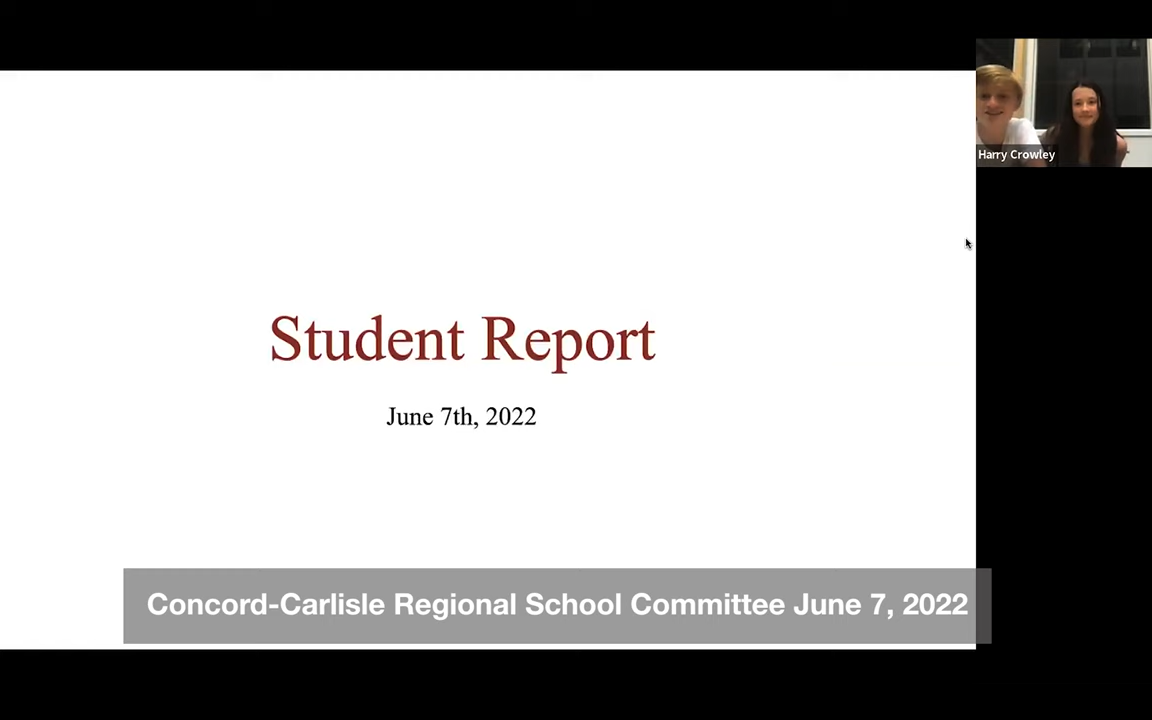 Harry Crowley
Student Report
June 7th, 2022
Concord-Carlisle Regional School Committee June 7, 2022